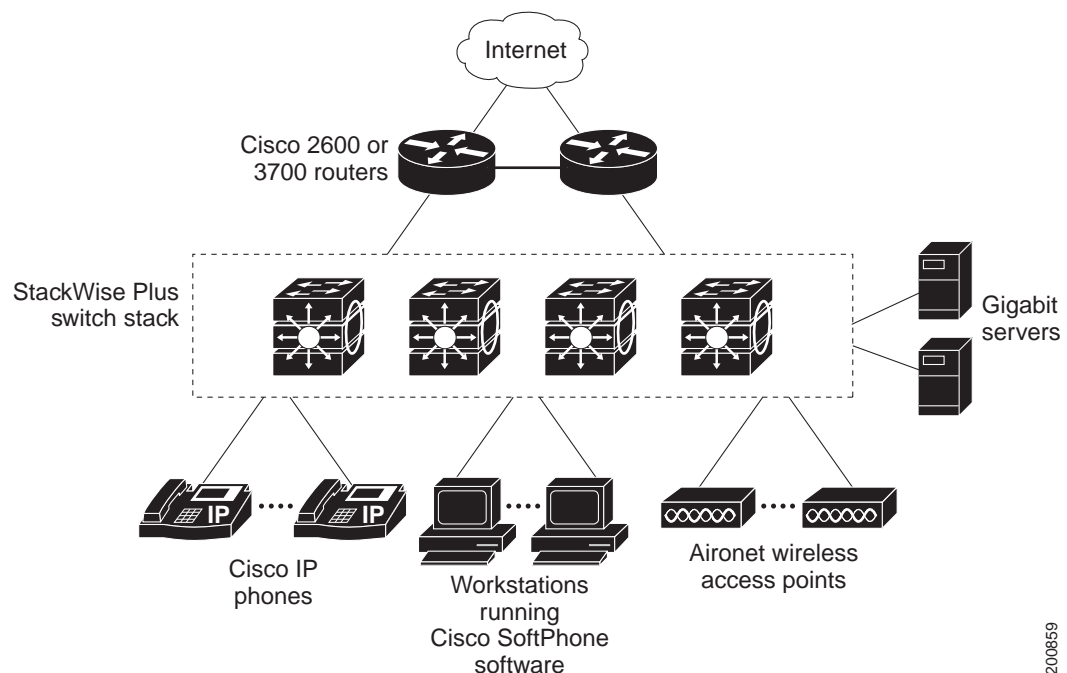 Internet
Cisco 2600 or
3700 routers
StackWise Plus
switch stack
Gigabit
servers
IP
IP
Cisco IP
phones
Workstations
running
Cisco SoftPhone
software
Aironet wireless
access points
200859